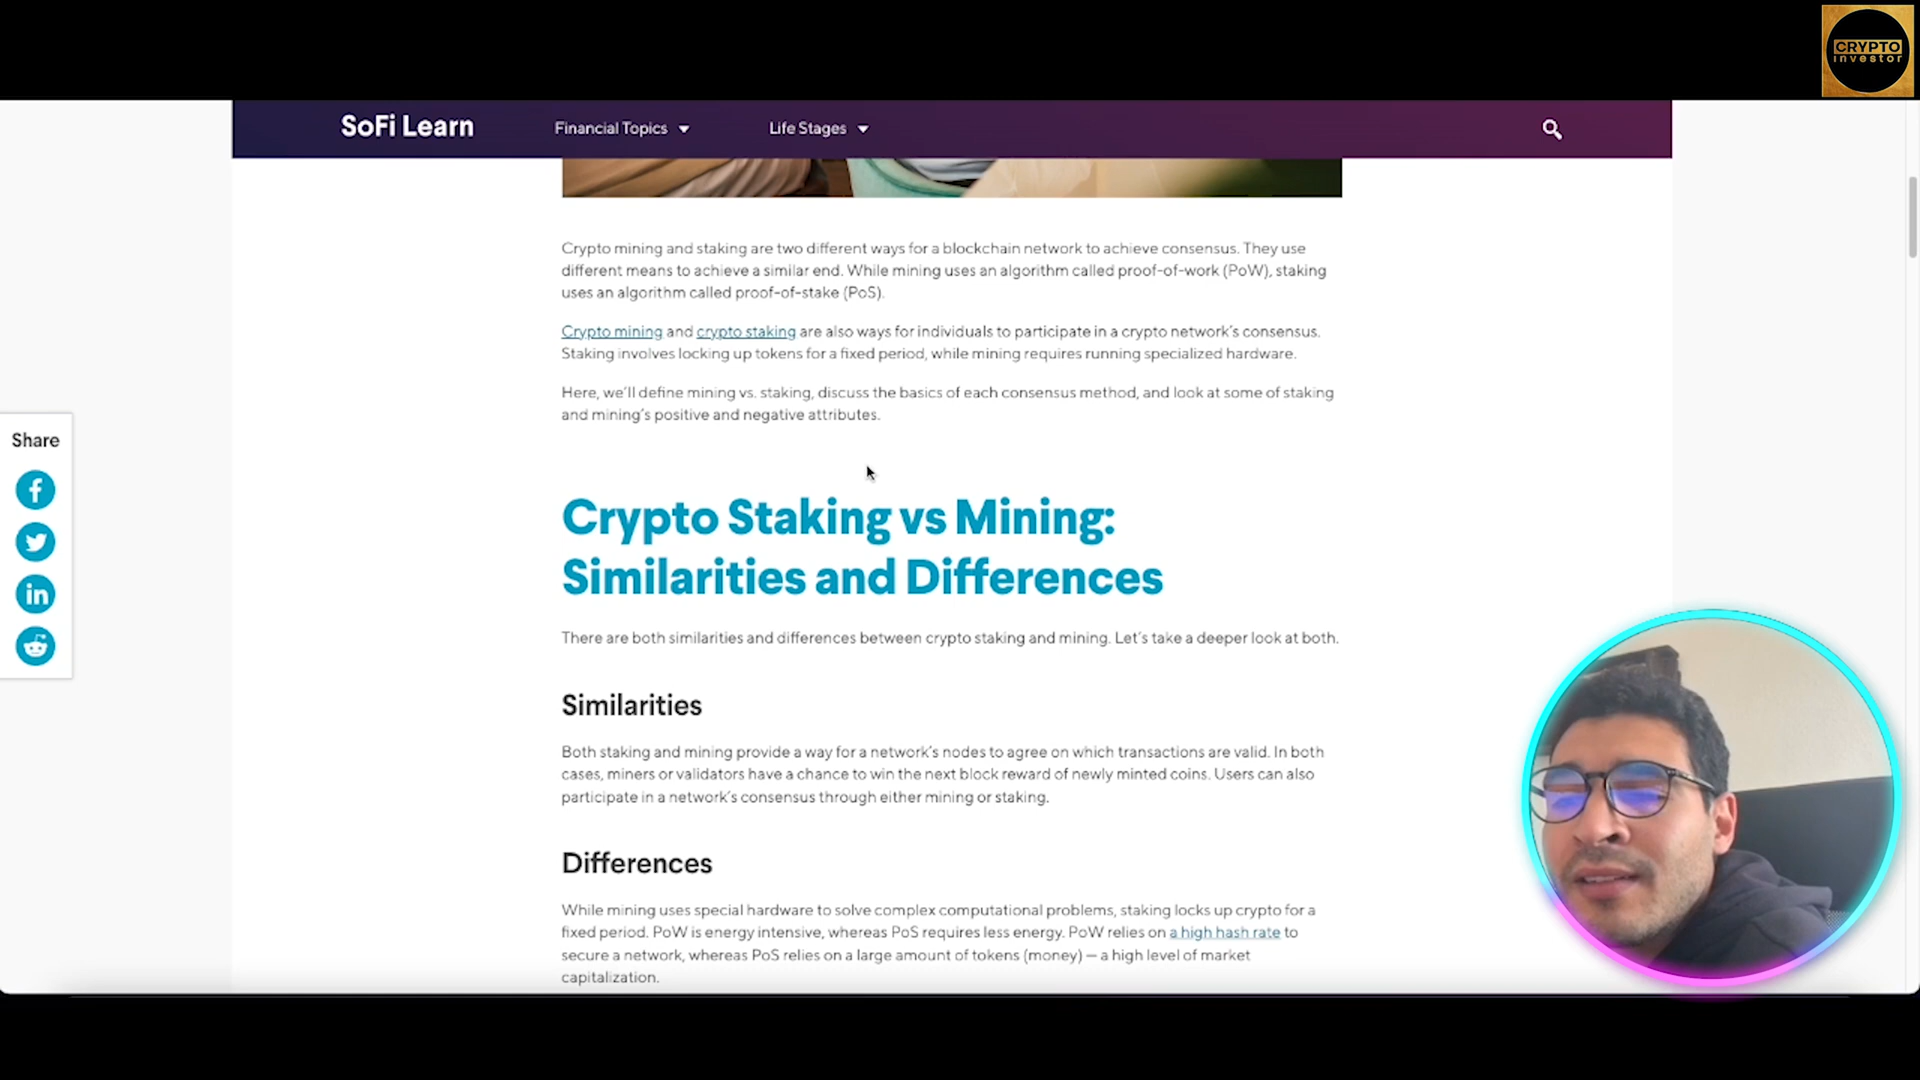 CRYPTO
investor
SoFi Learn
Financial Topics
Life Stages
Crypto mining and staking are two different ways for a blockchain network to achieve consensus. They use
different means to achieve a similar end. While mining uses an algorithm called proof-of-work (PoW), staking
uses an algorithm called proof-of-stake (PoS).
Crypto mining and crypto staking are also ways for individuals to participate in a crypto network's consensus.
Staking involves locking up tokens for a fixed period, while mining requires running specialized hardware.
Here, we'll define mining vs. staking, discuss the basics of each consensus method, and look at some of staking
and mining's positive and negative attributes.
Share
Crypto Staking vs Mining:
Similarities and Differences
There are both similarities and differences between crypto staking and mining. Let's take a deeper look at both.
Similarities
Both staking and mining provide a way for a network's nodes to agree on which transactions are valid. In both
cases, miners or validators have a chance to win the next block reward of newly minted coins. Users can also
participate in a network's consensus through either mining or staking.
Differences
While mining uses special hardware to solve complex computational problems, staking locks up crypto for a
fixed period. PoW is energy intensive, whereas PoS requires less energy. PoW relies on a high hash rate to
secure a network, whereas PoS relies on a large amount of tokens (money) — a high level of market
capitalization.